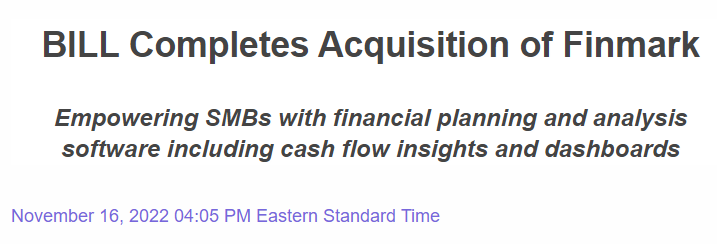 BILL Completes Acquisition of Finmark
Empowering SMBs with financial planning and analysis
software including cash flow insights and dashboards
November 16, 2022 04:05 PM Eastern Standard Time